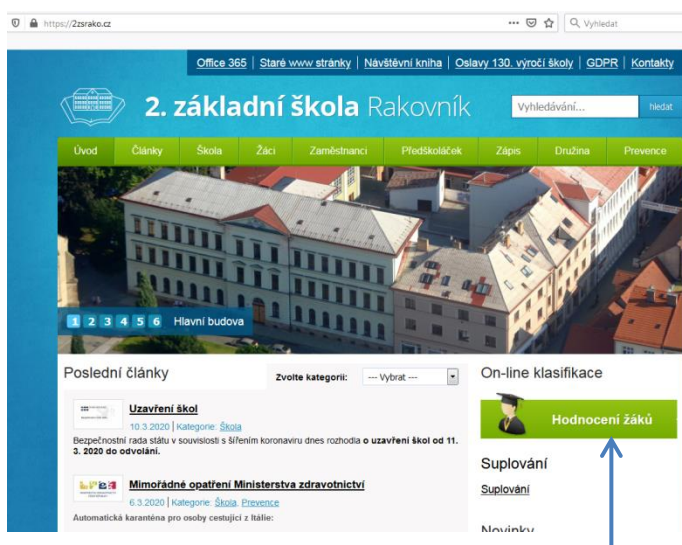 https://2zsrako.cz
Vyhledat
Office 365 | Staré www stránky | Návštěvní kniha | Oslavy 130. výročí školy | GDPR | Kontakty
2. základní škola Rakovník
Vyhledávání...
hledat
Úvod Články Škola Žáci Zaměstnanci Předškoláček Zápis Družina Prevence
1 2 3 4 5 6 Hlavní budova
Poslední články
Zvolte kategorii: --- Vybrat ---
Uzavření škol
10.3.2020 | Kategorie: Škola
Bezpečnostní rada státu v souvislosti s šířením koronaviru dnes rozhodla o uzavření škol od 11.
3. 2020 do odvolání.
Mimořádné opatření Ministerstva zdravotnictví
6.3.2020 | Kategorie: Škola, Prevence
Automatická karanténa pro osoby cestující z Itálie:
On-line klasifikace
Hodnocení žáků
Suplování
Suplování
Novinky